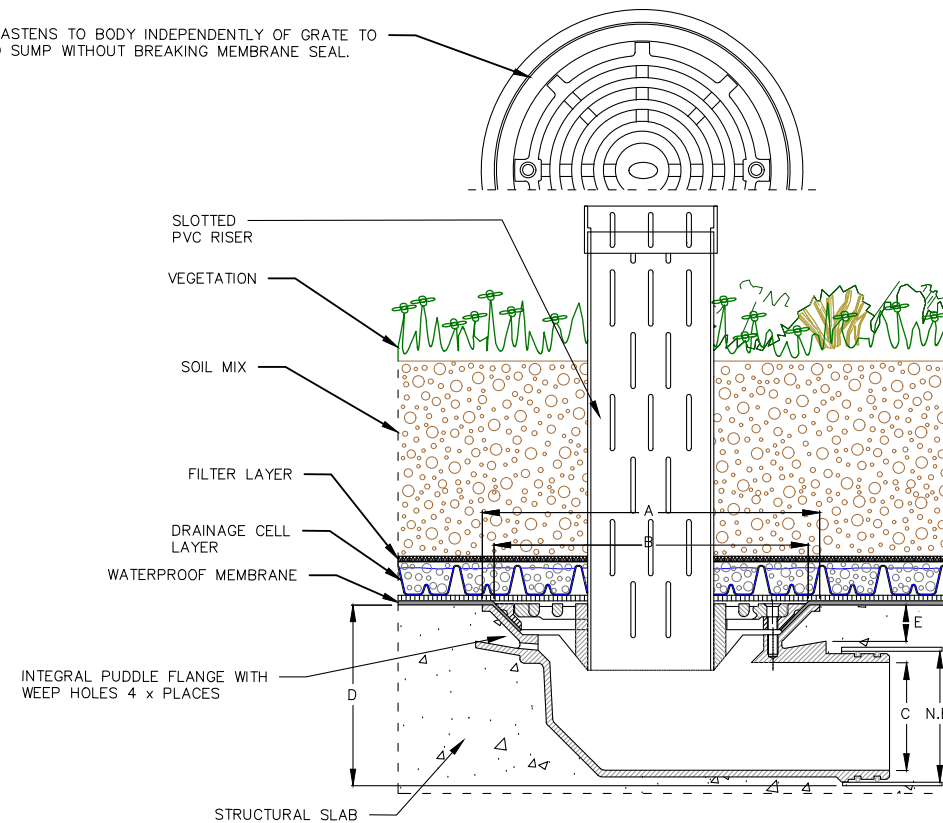 ASTENS TO BODY INDEPENDENTLY OF GRATE TO
SUMP WITHOUT BREAKING MEMBRANE SEAL.
SLOTTED
PVC RISER
VEGETATION
SOIL MIX
FILTER LAYER
A
DRAINAGE CELL
LAYER
B
WATERPROOF MEMBRANE
E
INTEGRAL PUDDLE FLANGE WITH
WEEP HOLES 4 x PLACES
D
C
N.
STRUCTURAL SLAB